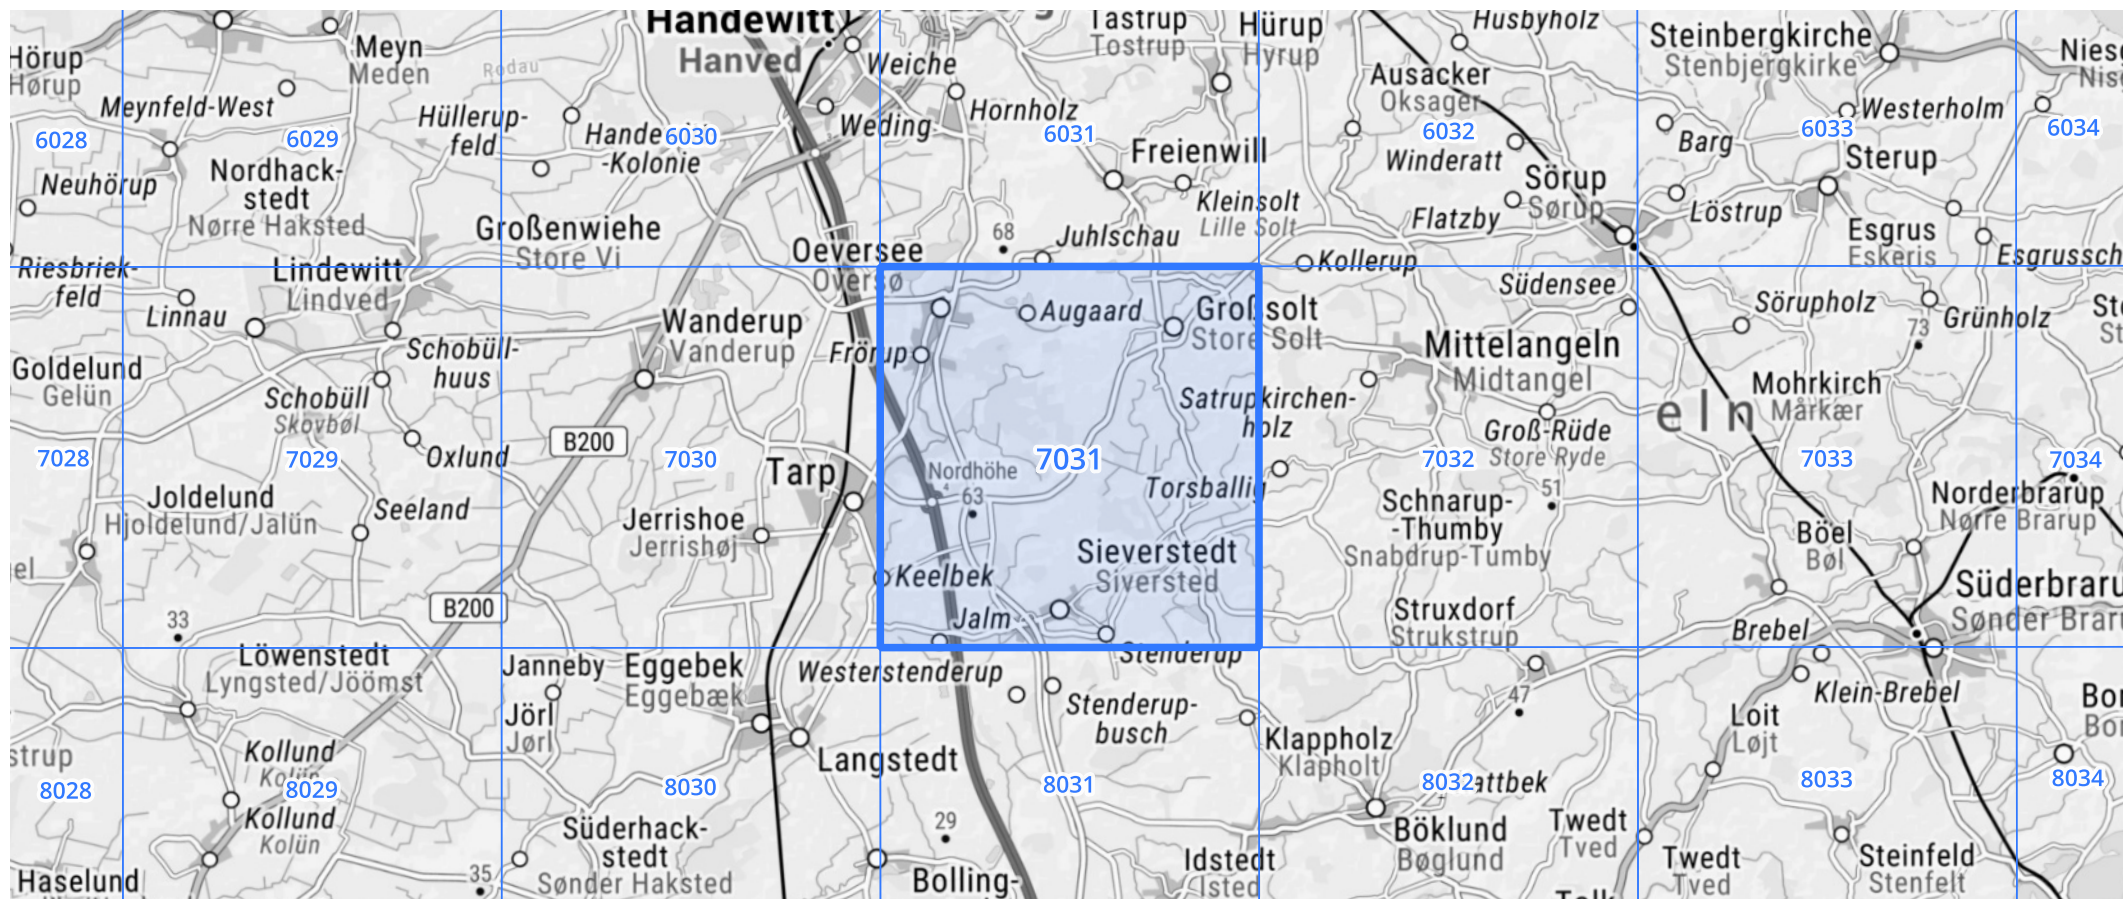 Handewitt
Hanved
Tastrup
Tostrup
Hürup
Hyrup
Husbyholz
Steinbergkirche
Stenbjergkirke
Hörup
Hørup
Meyn
Meden
Rodau
Weiche
Ausacker
Oksager
Meynfeld-West
Hüllerup-
feld
Hornholz
Westerholm
6028
6029
6030
Weding
6031
6032
6033
6034
-Kolonie
Freienwill
Winderatt
Barg
Sterup
Neuhörup
Nordhack-
stedt
Nørre Haksted
Kleinsolt
Lille Solt
Sörup
Sørup
Flatzby
Löstrup
Großenwiehe
Store Vi
68
Juhlschau
Oeversee
Oversø
Kollerup
Esgrus
Eskeris
Riesbriek-
feld
Lindewitt
Lindved
Südensee
Linnau
Wanderup
Vanderup
Augaard
Großsolt
Store Solt
Sörupholz
Grünholz
73
Frörup
Schobüll-
huus
Mittelangeln
Midtangel
Goldelund
Gelün
Schobüll
Skovbøl
Satrupkirchen-
holz
Mohrkirch
Mårkær
eln
B200
Groß-Rüde
Store Ryde
7028
7029
Oxlund
7030
7031
7032
7033
7034
Tarp
Nordhöhe
63
Torsballig
51
Joldelund
Hjoldelund/Jalün
Seeland
Jerrishoe
Jerrishøj
Schnarup-
-Thumby
Snabdrup-Tumby
Norderbrarup
Nørre Brarup
Böel
Bøl
Sieverstedt
Siversted
Keelbek
B200
33
Jalm
Struxdorf
Strukstrup
Brebel
Löwenstedt
Lyngsted/Jöömst
Janneby
Eggebek
Eggebæk
Westerstenderup
Stenderup
47
Klein-Brebel
Jörl
Jørl
Stenderup-
busch
Loit
Løjt
Kollund
Kolün
Langstedt
Klappholz
Klapholt
8028
8029
8030
8031
8032
8033
8034
Kollund
Kolün
29
Süderhack-
stedt
Sønder Haksted
Böklund
Bøglund
Twedt
Tved
Twedt
Tved
Steinfeld
Stenfelt
Haselund
35
Bolling-
Idstedt
Isted